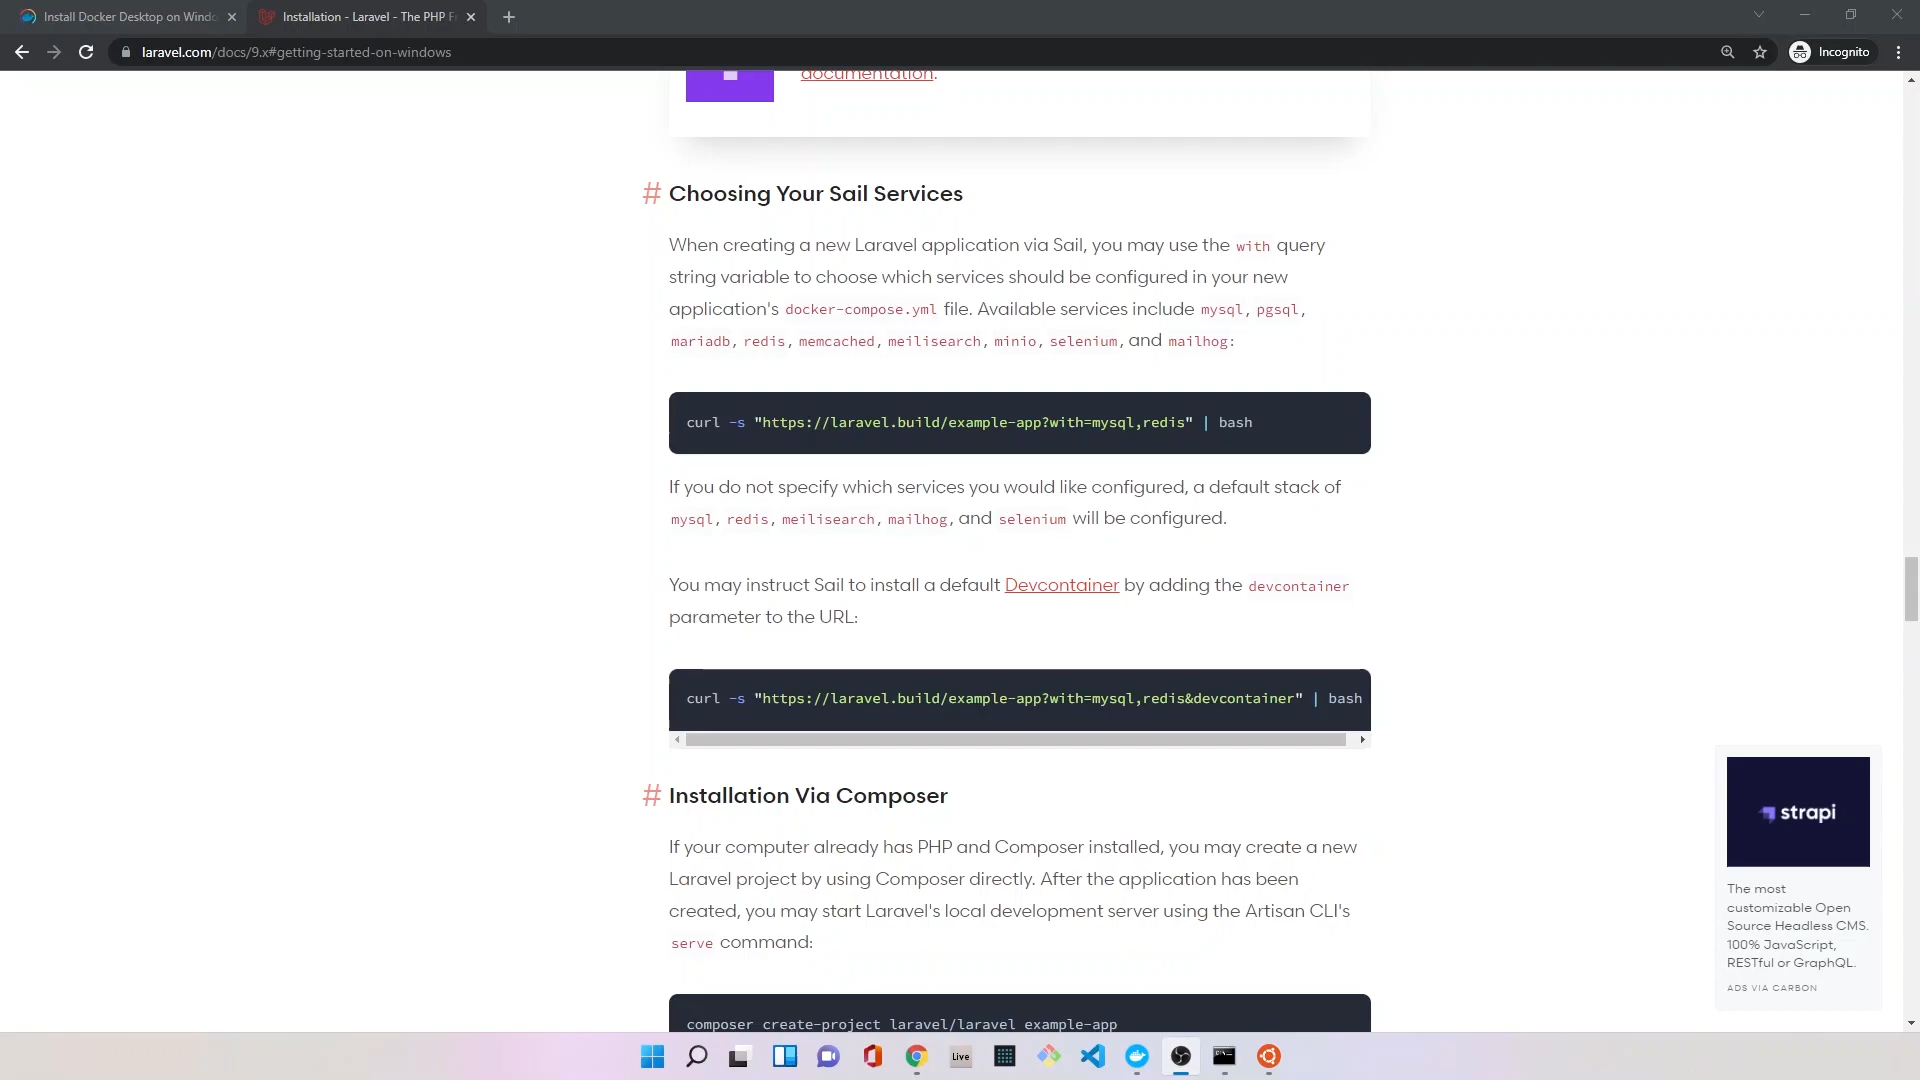 Install Docker Desktop on Windo
Installation - Laravel - The PHP F
laravel.com/docs/9.x#getting-started-on-windows
Incognito
documentation.
# Choosing Your Sail Services
When creating a new Laravel application via Sail, you may use the with query
string variable to choose which services should be configured in your new
application's docker-compose.yml file. Available services include mysql, pgsql,
mariadb, redis, memcached, meilisearch, minio, selenium, and mailhog:
curl -s "https://laravel.build/example-app?with=mysql,redis" | bash
If you do not specify which services you would like configured, a default stack of
mysql, redis, meilisearch, mailhog, and selenium will be configured.
You may instruct Sail to install a default Devcontainer by adding the devcontainer
parameter to the URL:
curl -s "https://laravel.build/example-app?with=mysql,redis&devcontainer" | bash
# Installation Via Composer
If your computer already has PHP and Composer installed, you may create a new
Laravel project by using Composer directly. After the application has been
created, you may start Laravel's local development server using the Artisan CLI's
serve command:
composer create-project laravel/laravel example-app
strapi
The most
customizable Open
Source Headless CMS.
100% JavaScript,
RESTful or GraphQL.
ADS VIA CARBON
Live